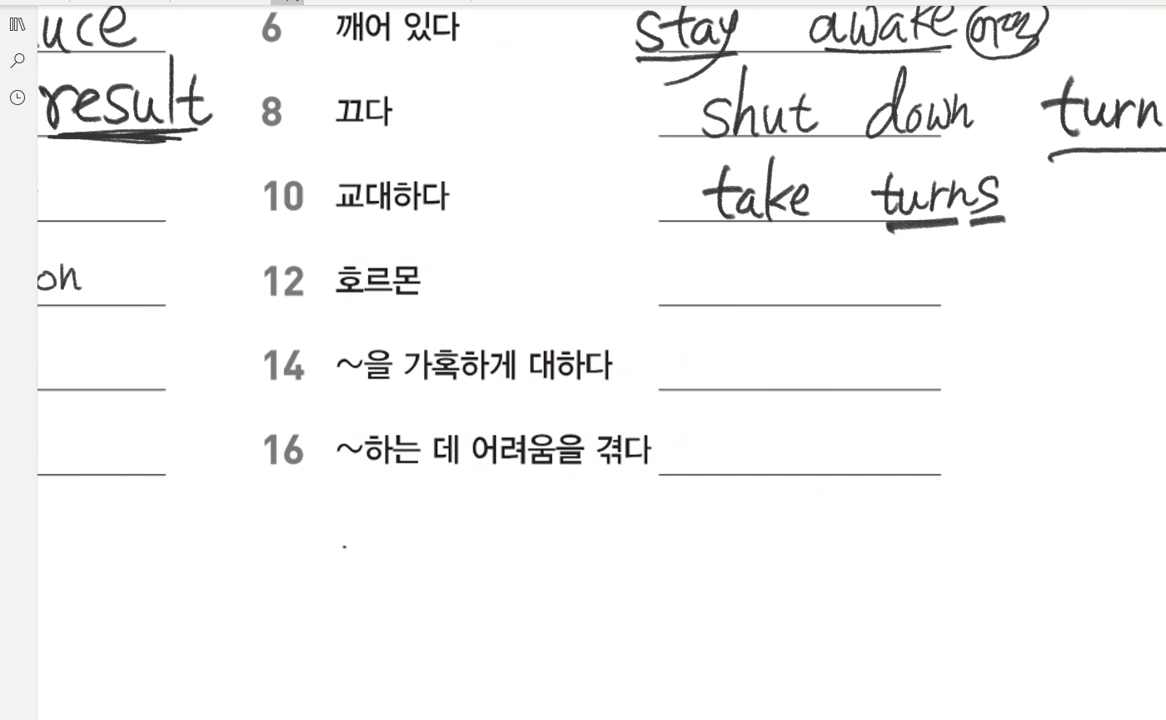 6 깨어 있다 stay awake
result 8 끄다 shut down turn
10 교대하다 take turns
12 호르몬
14 ~을 가혹하게 대하다
16 ~하는 데 어려움을 겪다